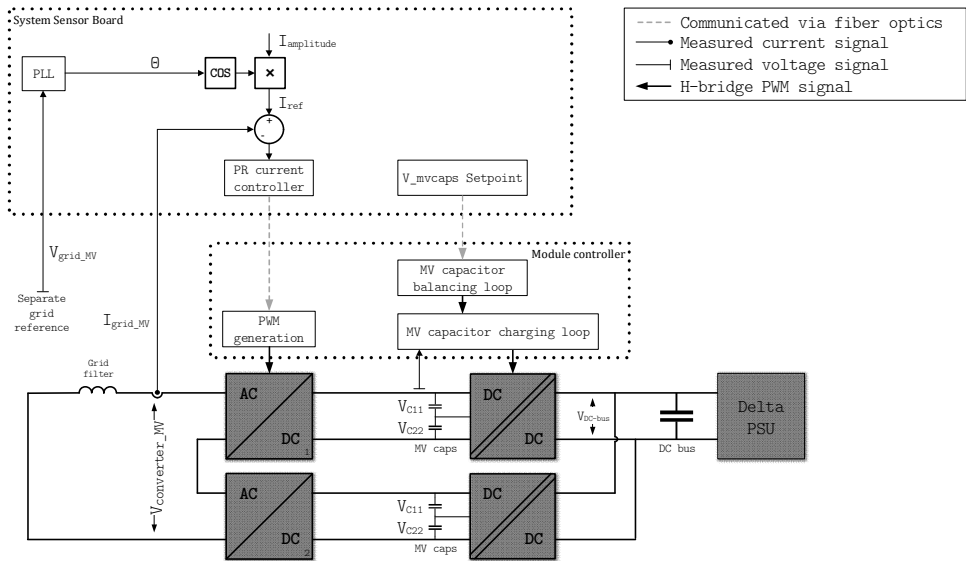 System Sensor Board
I_amplitude
PLL
Θ
COS
×
I_ref
+
-
PR current
controller
V_mvcaps Setpoint
Communicated via fiber optics
Measured current signal
Measured voltage signal
H-bridge PWM signal
V_grid_MV
Separate
grid
reference
I_grid_MV
Module controller
MV capacitor
balancing loop
PWM
generation
MV capacitor charging loop
Grid
filter
AC
DC
1
V_C11
V_C22
MV caps
DC
DC
V_DC-bus
DC bus
Delta
PSU
V_converter_MV
AC
DC
2
V_C11
V_C22
MV caps
DC
DC